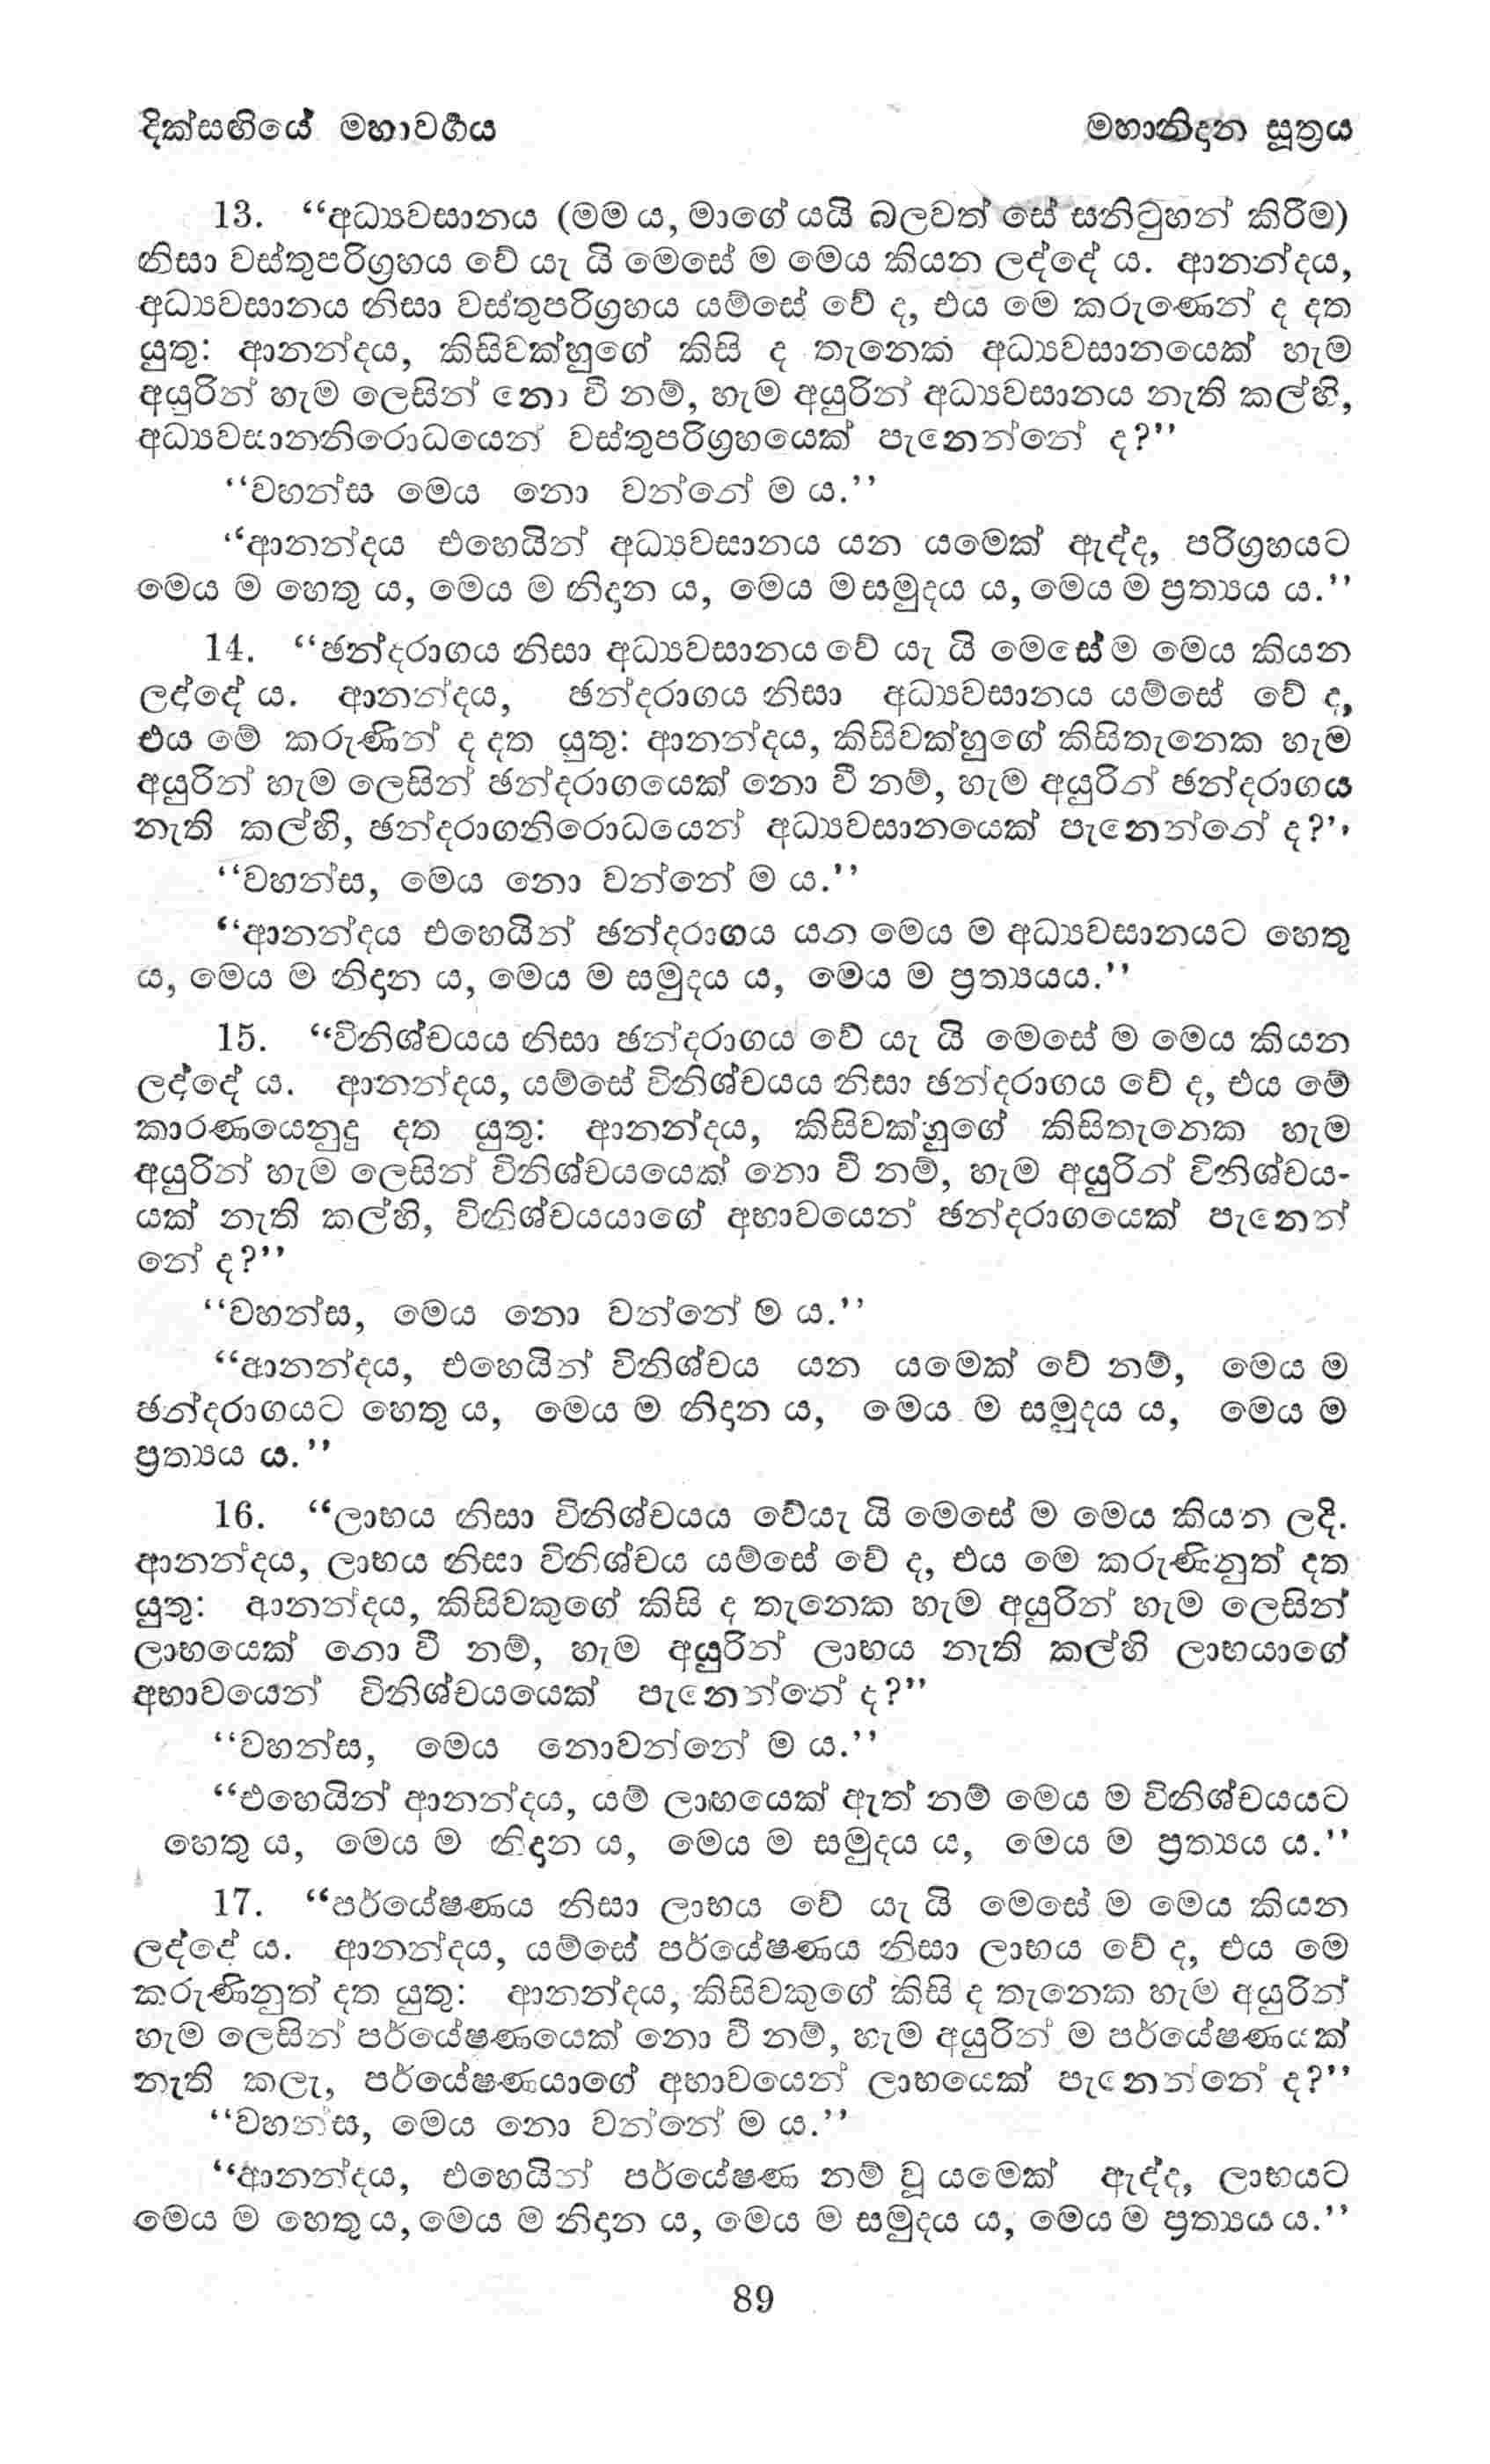 දික්සඟියේ මහාවර්‍ගය මහානිදාන සූත්‍රය
13. “අධ්‍යවසානය (මම ය, මාගේ යයි බලවත් සේ සනිටුහන් කිරීම)
නිසා වස්තුපරිග්‍රහය වේ යැ යි මෙසේ ම මෙය කියන ලද්දේ ය. ආනන්දය,
අධ්‍යවසානය නිසා වස්තුපරිග්‍රහය යම්සේ වේ ද, එය මෙ කරුණෙන් ද දත
යුතු: ආනන්දය, කිසිවක්හුගේ කිසි ද තැනෙක අධ්‍යවසානයෙක් හැම
අයුරින් හැම ලෙසින් නො වී නම්, හැම අයුරින් අධ්‍යවසානය නැති කල්හි,
අධ්‍යවසානනිරොධයෙන් වස්තුපරිග්‍රහයෙක් පැනෙන්නේ ද?”
“වහන්ස මෙය නො වන්නේ ම ය.”
“ආනන්දය එහෙයින් අධ්‍යවසානය යන යමෙක් ඇද්ද, පරිග්‍රහයට
මෙය ම හෙතු ය, මෙය ම නිදාන ය, මෙය ම සමුදය ය, මෙය ම ප්‍රත්‍යය ය.”
14. “ඡන්දරාගය නිසා අධ්‍යවසානය වේ යැ යි මෙසේ ම මෙය කියන
ලද්දේ ය. ආනන්දය, ඡන්දරාගය නිසා අධ්‍යවසානය යම්සේ වේ ද,
එය මේ කරුණින් ද දත යුතු: ආනන්දය, කිසිවක්හුගේ කිසිතැනෙක හැම
අයුරින් හැම ලෙසින් ඡන්දරාගයෙක් නො වී නම්, හැම අයුරින් ඡන්දරාගය
නැති කල්හි, ඡන්දරාගනිරොධයෙන් අධ්‍යවසානයෙක් පැනෙන්නේ ද?”
“වහන්ස, මෙය නො වන්නේ ම ය.”
“ආනන්දය එහෙයින් ඡන්දරාගය යන මෙය ම අධ්‍යවසානයට හෙතු
ය, මෙය ම නිදාන ය, මෙය ම සමුදය ය, මෙය ම ප්‍රත්‍යයය.”
15. “විනිශ්චයය නිසා ඡන්දරාගය වේ යැ යි මෙසේ ම මෙය කියන
ලද්දේ ය. ආනන්දය, යම්සේ විනිශ්චයය නිසා ඡන්දරාගය වේ ද, එය මේ
කාරණයෙනුදු දත යුතු: ආනන්දය, කිසිවක්හුගේ කිසිතැනෙක හැම
අයුරින් හැම ලෙසින් විනිශ්චයයෙක් නො වී නම්, හැම අයුරින් විනිශ්චය-
යක් නැති කල්හි, විනිශ්චයයාගේ අභාවයෙන් ඡන්දරාගයෙක් පැනෙන්
නේ ද?”
“වහන්ස, මෙය නො වන්නේ ම ය.”
“ආනන්දය, එහෙයින් විනිශ්චය යන යමෙක් වේ නම්, මෙය ම
ඡන්දරාගයට හෙතු ය, මෙය ම නිදාන ය, මෙය ම සමුදය ය, මෙය ම
ප්‍රත්‍යය ය.”
16. “ලාභය නිසා විනිශ්චයය වේයැ යි මෙසේ ම මෙය කියන ලදි.
ආනන්දය, ලාභය නිසා විනිශ්චය යම්සේ වේ ද, එය මෙ කරුණිනුත් දත
යුතු: ආනන්දය, කිසිවකුගේ කිසි ද තැනෙක හැම අයුරින් හැම ලෙසින්
ලාභයෙක් නො වී නම්, හැම අයුරින් ලාභය නැති කල්හි ලාභයාගේ
අභාවයෙන් විනිශ්චයයෙක් පැනෙන්නේ ද?”
“වහන්ස, මෙය නොවන්නේ ම ය.”
“එහෙයින් ආනන්දය, යම් ලාභයෙක් ඇත් නම් මෙය ම විනිශ්චයයට
හෙතු ය, මෙය ම නිදාන ය, මෙය ම සමුදය ය, මෙය ම ප්‍රත්‍යය ය.”
17. “පර්යේෂණය නිසා ලාභය වේ යැ යි මෙසේ ම මෙය කියන
ලද්දේ ය. ආනන්දය, යම්සේ පර්යේෂණය නිසා ලාභය වේ ද, එය මෙ
කරුණිනුත් දත යුතු: ආනන්දය, කිසිවකුගේ කිසි ද තැනෙක හැම අයුරින්
හැම ලෙසින් පර්යේෂණයෙක් නො වී නම්, හැම අයුරින් ම පර්යේෂණයක්
නැති කලැ, පර්යේෂණයාගේ අභාවයෙන් ලාභයෙක් පැනෙන්නේ ද?”
“වහන්ස, මෙය නො වන්නේ ම ය.”
“ආනන්දය, එහෙයින් පර්යේෂණ නම් වූ යමෙක් ඇද්ද, ලාභයට
මෙය ම හෙතු ය, මෙය ම නිදාන ය, මෙය ම සමුදය ය, මෙය ම ප්‍රත්‍යය ය.”
89